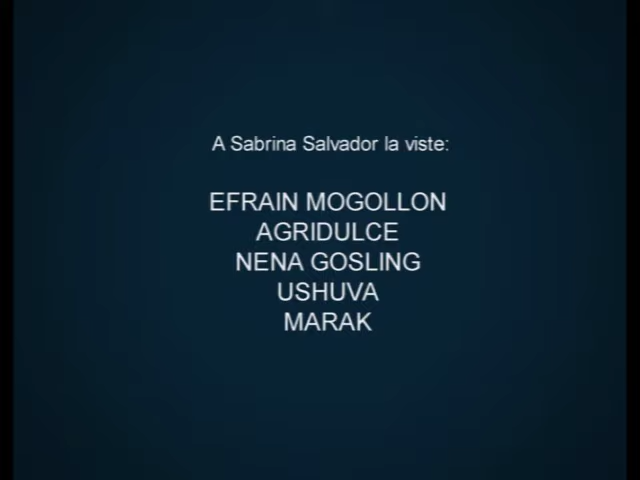 A Sabrina Salvador la viste:
EFRAIN MOGOLLON
AGRIDULCE
NENA GOSLING
USHUVA
MARAK